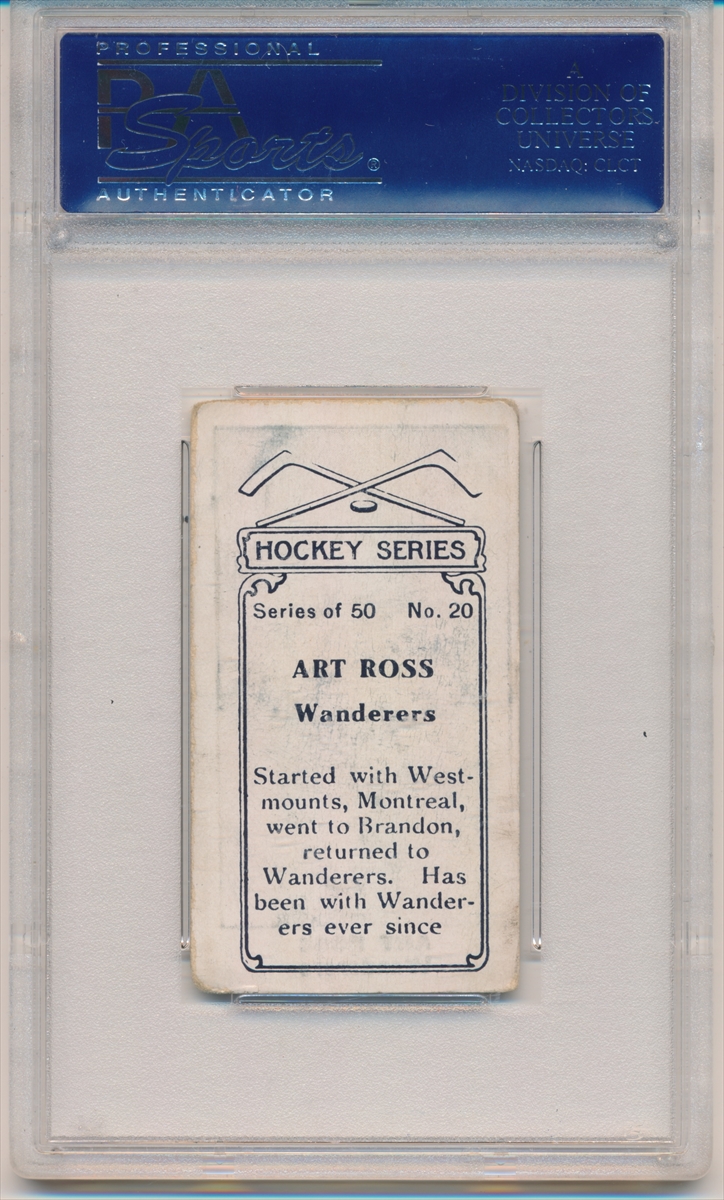 PROFESSIONAL
PSA
Sports®
AUTHENTICATOR
A
DIVISION OF
COLLECTORS
UNIVERSE
NASDAQ: CLCT
HOCKEY SERIES
Series of 50 No. 20
ART ROSS
Wanderers
Started with West-
mounts, Montreal,
went to Brandon,
returned to
Wanderers. Has
been with Wander-
ers ever since